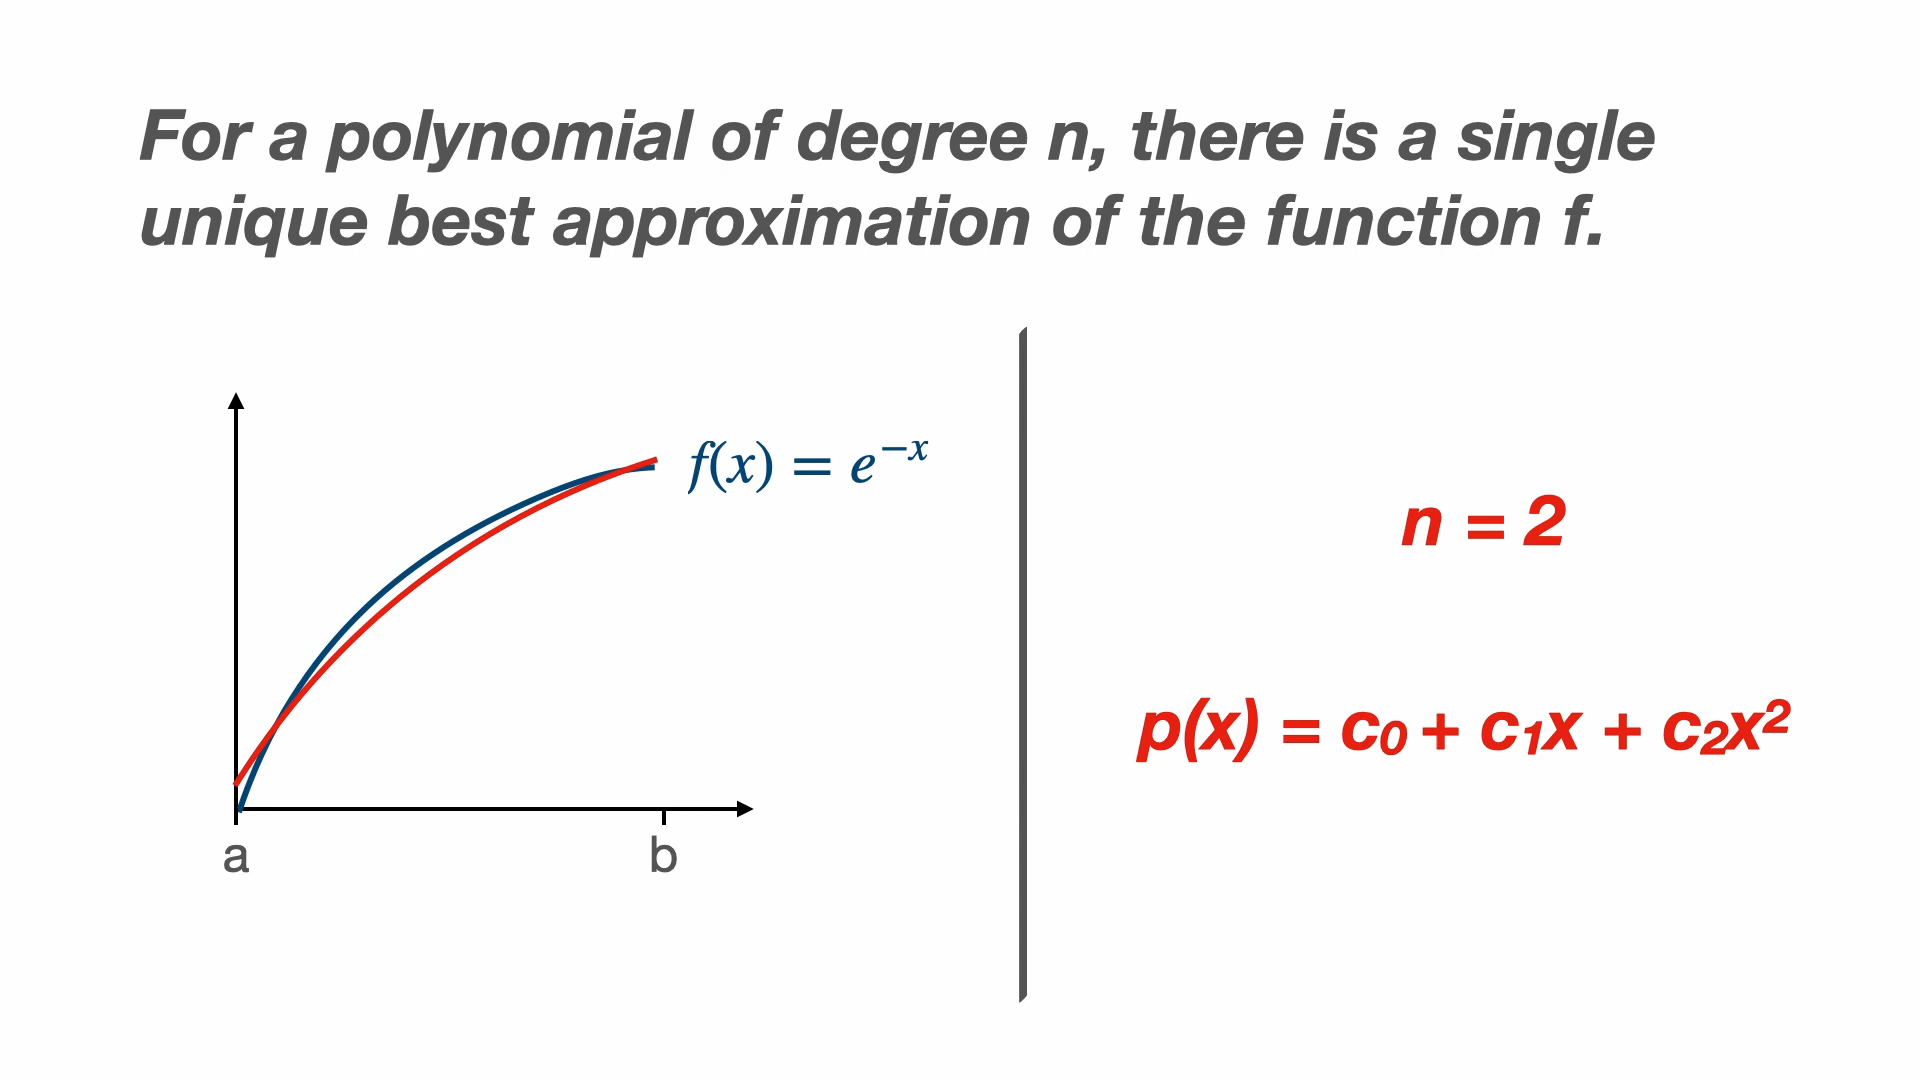 For a polynomial of degree n, there is a single
unique best approximation of the function f.
f(x) = e⁻ˣ
a
b
n = 2
p(x) = c₀ + c₁x + c₂x²